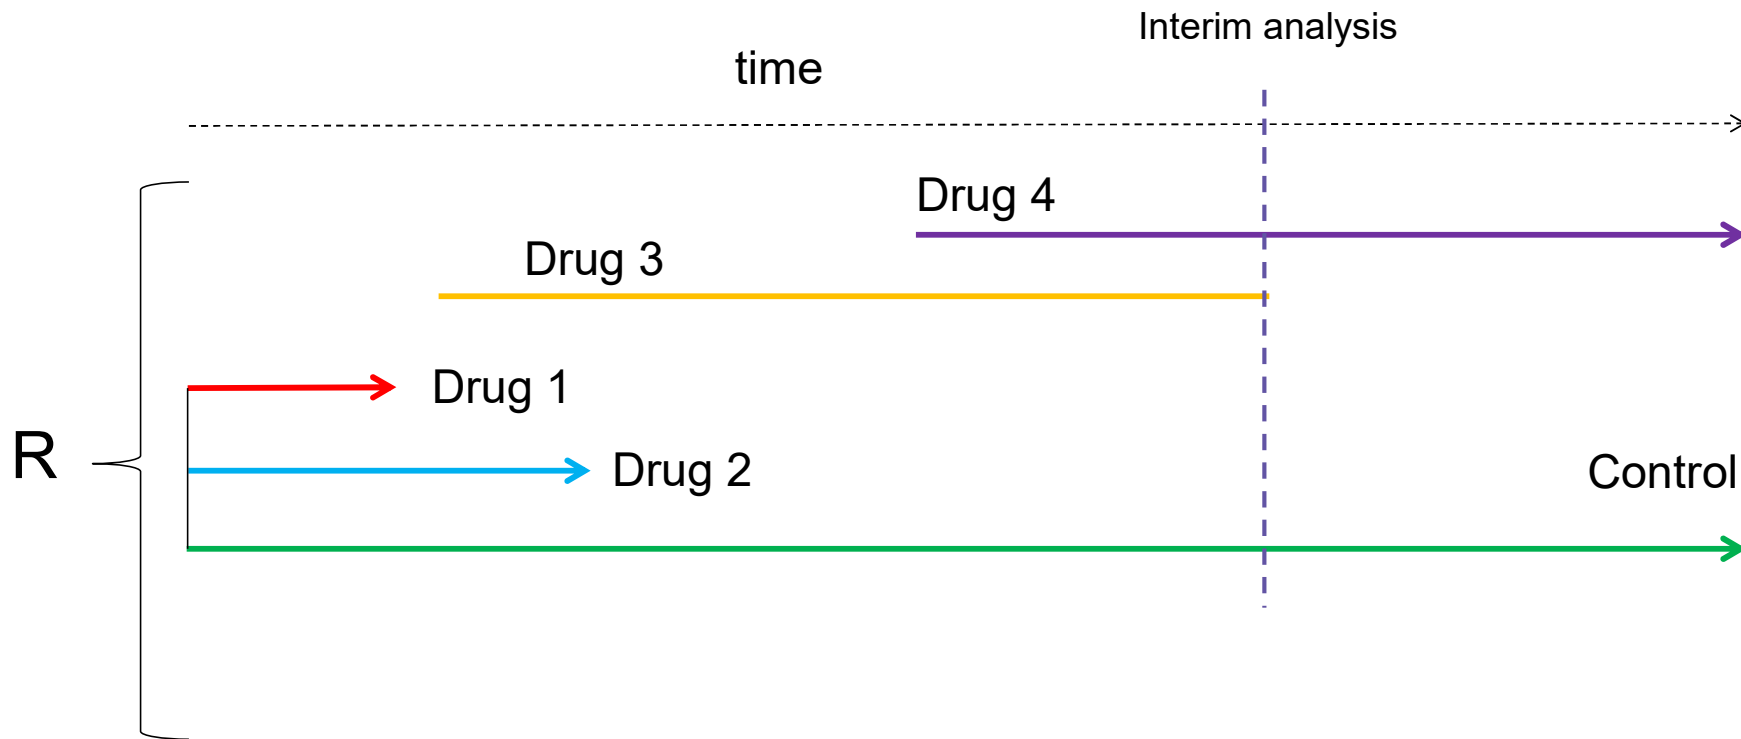 Interim analysis
time
Drug 4
Drug 3
Drug 1
R
Drug 2
Control